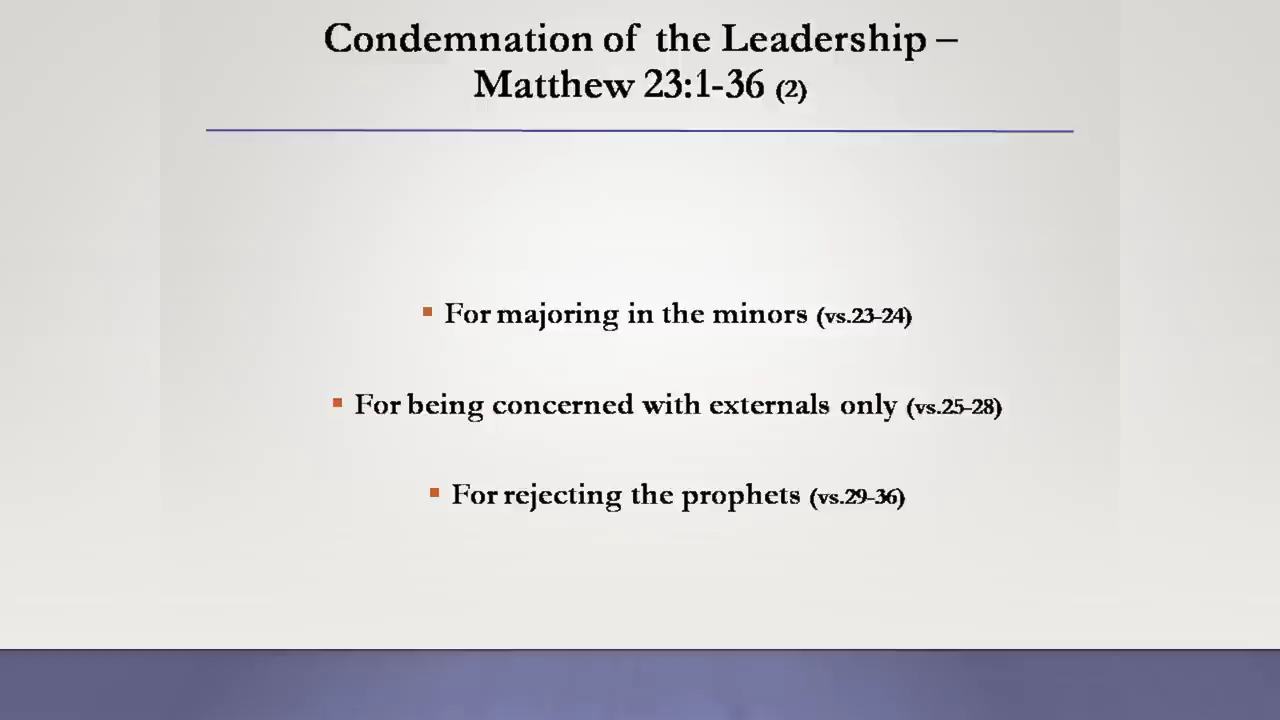 Condemnation of the Leadership –
Matthew 23:1-36 (2)
▪ For majoring in the minors (vs.23-24)
▪ For being concerned with externals only (vs.25-28)
▪ For rejecting the prophets (vs.29-36)